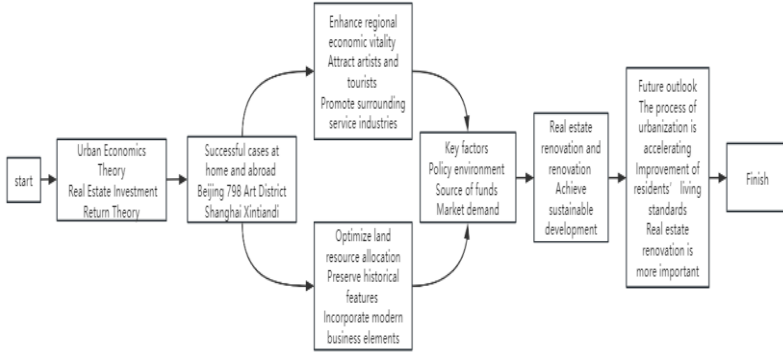 start
Urban Economics
Theory
Real Estate Investment
Return Theory
Successful cases at
home and abroad
Beijing 798 Art District
Shanghai Xintiandi
Enhance regional
economic vitality
Attract artists and
tourists
Promote surrounding
service industries
Optimize land
resource allocation
Preserve historical
features
Incorporate modern
business elements
Key factors
Policy environment
Source of funds
Market demand
Real estate
renovation and
renovation
Achieve
sustainable
development
Future outlook
The process of
urbanization is
accelerating
Improvement of
residents' living
standards
Real estate
renovation is
more important
Finish